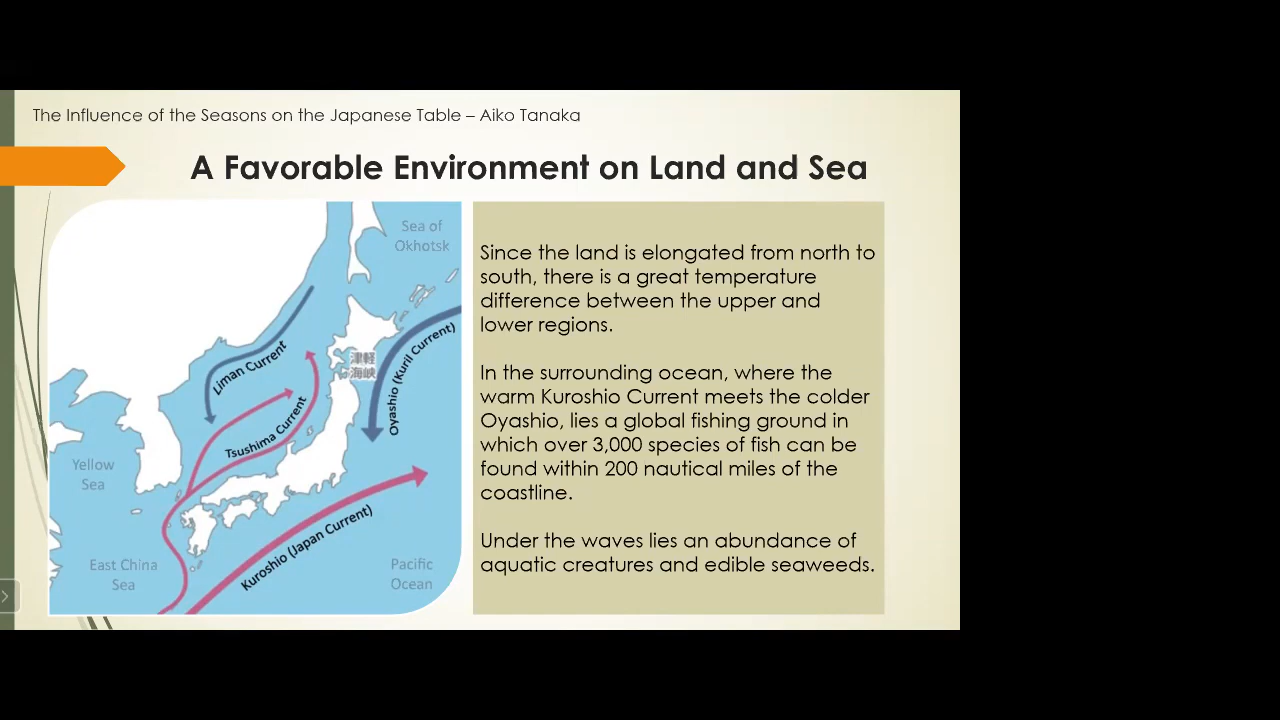 The Influence of the Seasons on the Japanese Table – Aiko Tanaka
A Favorable Environment on Land and Sea
Sea of
Okhotsk
Liman Current
津軽
海峡
Oyashio (Kuril Current)
Tsushima Current
Yellow
Sea
Kuroshio (Japan Current)
East China
Sea
Pacific
Ocean
Since the land is elongated from north to
south, there is a great temperature
difference between the upper and
lower regions.
In the surrounding ocean, where the
warm Kuroshio Current meets the colder
Oyashio, lies a global fishing ground in
which over 3,000 species of fish can be
found within 200 nautical miles of the
coastline.
Under the waves lies an abundance of
aquatic creatures and edible seaweeds.